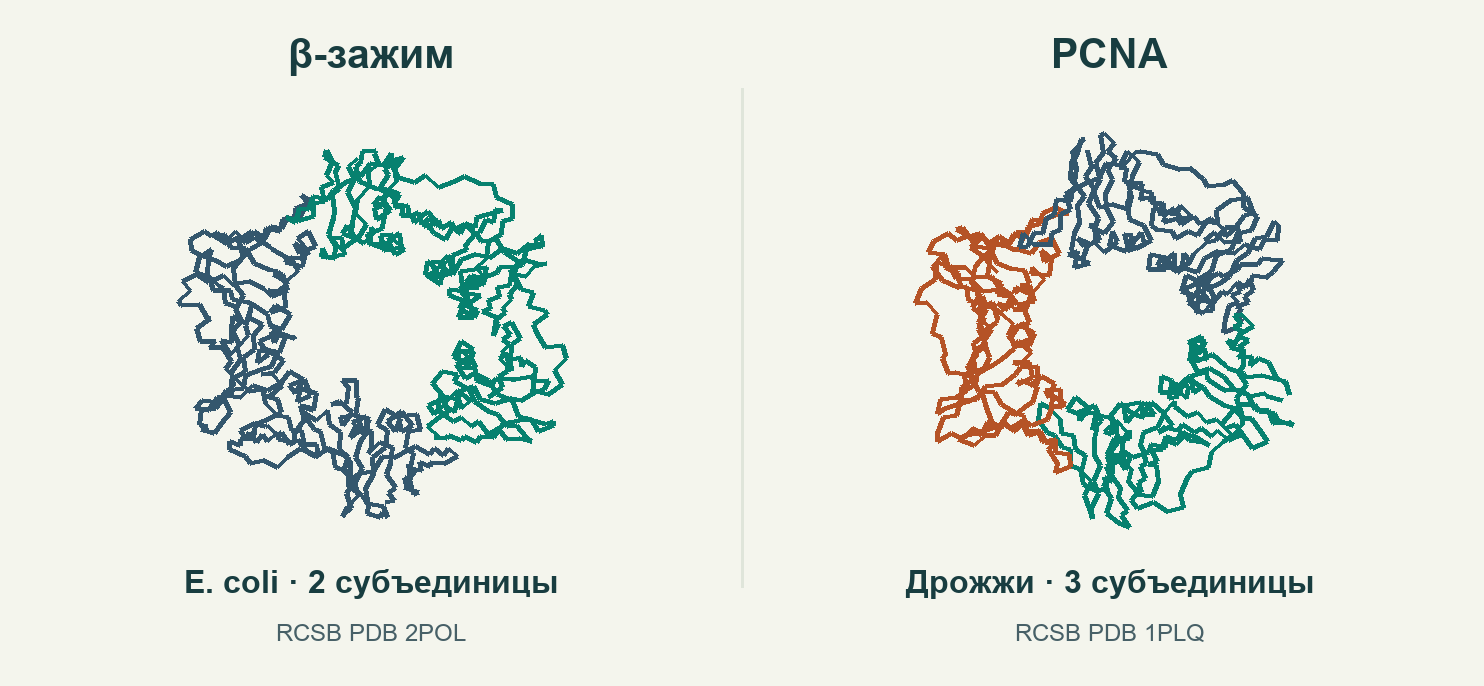 β-зажим
E. coli · 2 субъединицы
RCSB PDB 2POL
PCNA
Дрожжи · 3 субъединицы
RCSB PDB 1PLQ